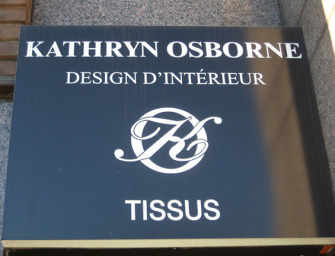 KATHRYN OSBORNE
DESIGN D'INTÉRIEUR
K
TISSUS